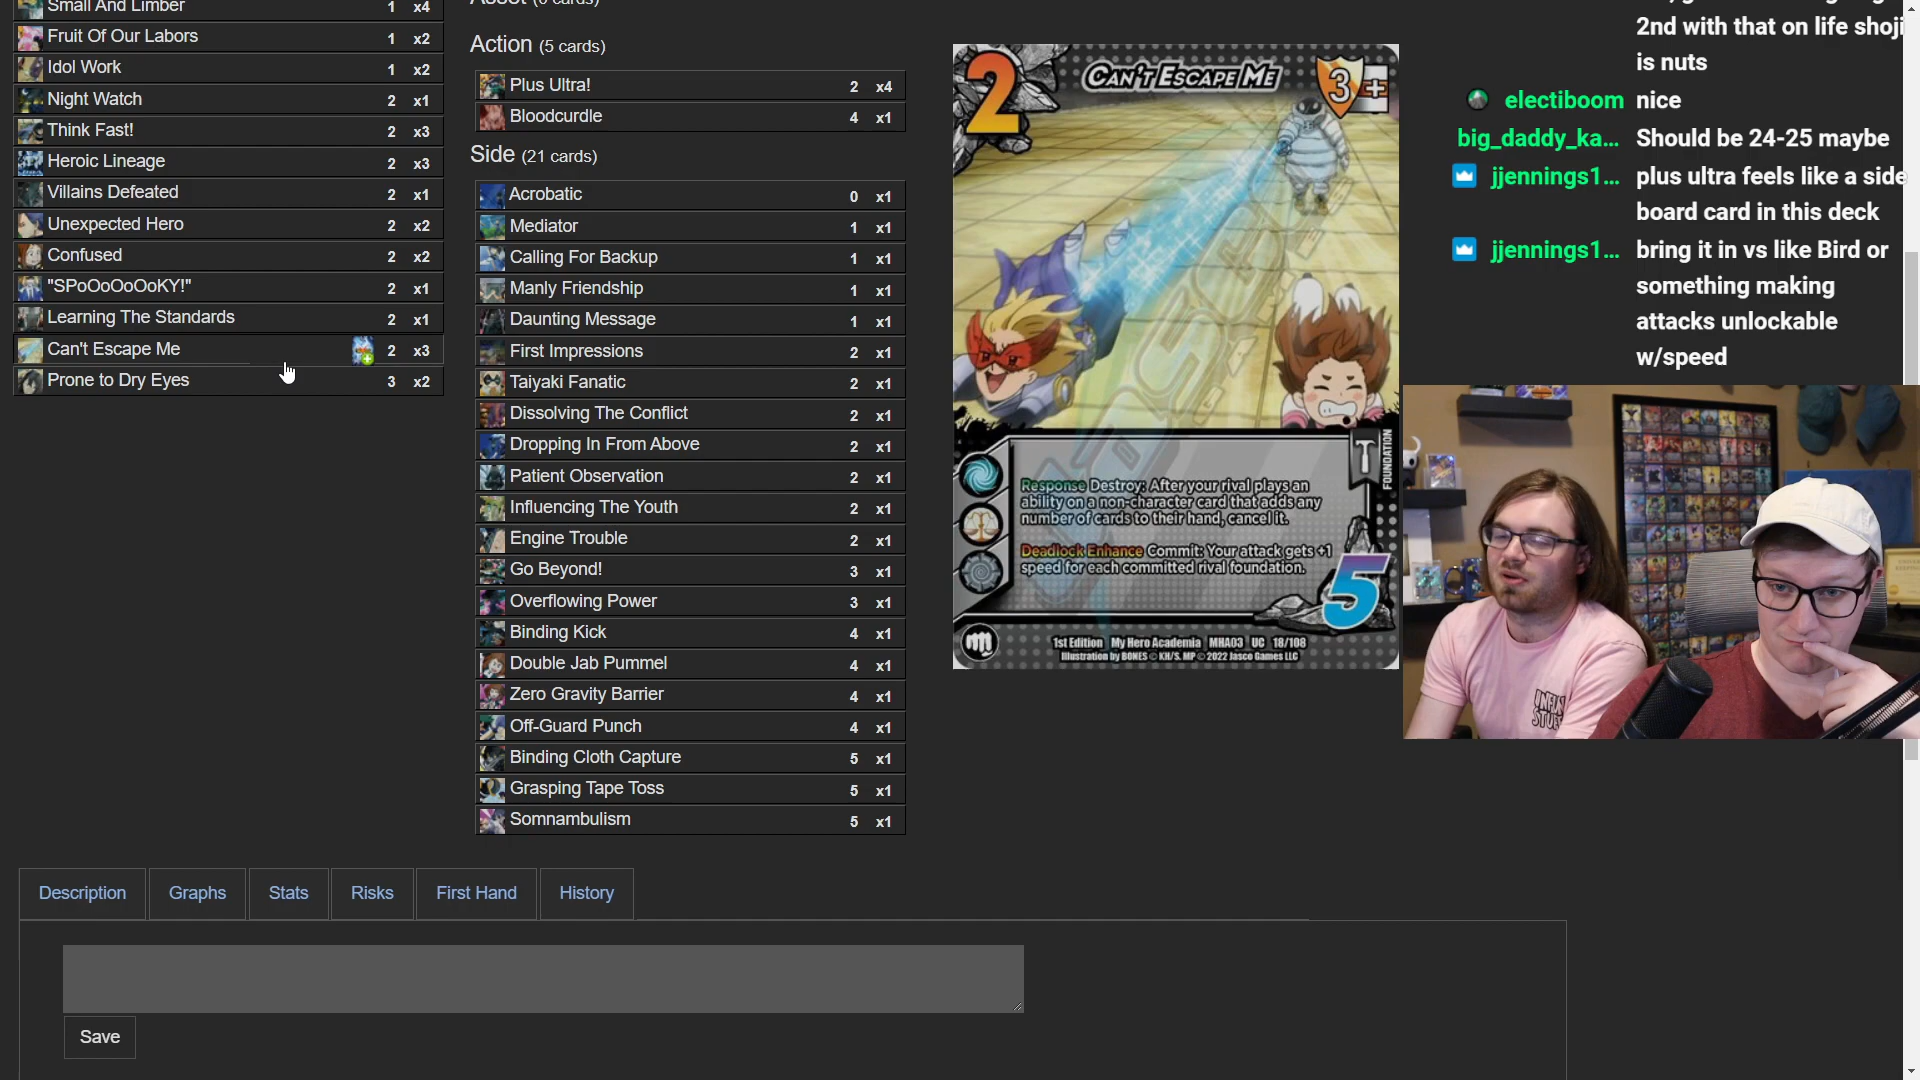 Small And Limber 1 x4
Fruit Of Our Labors 1 x2
Idol Work 1 x2
Night Watch 2 x1
Think Fast! 2 x3
Heroic Lineage 2 x3
Villains Defeated 2 x1
Unexpected Hero 2 x2
Confused 2 x2
"SPoOoOoOoKY!" 2 x1
Learning The Standards 2 x1
Can't Escape Me 2 x3
Prone to Dry Eyes 3 x2
Action (5 cards)
Plus Ultra! 2 x4
Bloodcurdle 4 x1
Side (21 cards)
Acrobatic 0 x1
Mediator 1 x1
Calling For Backup 1 x1
Manly Friendship 1 x1
Daunting Message 1 x1
First Impressions 2 x1
Taiyaki Fanatic 2 x1
Dissolving The Conflict 2 x1
Dropping In From Above 2 x1
Patient Observation 2 x1
Influencing The Youth 2 x1
Engine Trouble 2 x1
Go Beyond! 3 x1
Overflowing Power 3 x1
Binding Kick 4 x1
Double Jab Pummel 4 x1
Zero Gravity Barrier 4 x1
Off-Guard Punch 4 x1
Binding Cloth Capture 5 x1
Grasping Tape Toss 5 x1
Somnambulism 5 x1
2 CAN'T ESCAPE ME 3 +
FOUNDATION
Response Destroy: After your rival plays an
ability on a non-character card that adds any
number of cards to their hand, cancel it.
Deadlock Enhance Commit: Your attack gets +1
speed for each committed rival foundation.
5
1st Edition My Hero Academia MHA03 UC 18/108
Illustration by BONES © KH/S, MP © 2022 Jasco Games LLC
2nd with that on life shoji
is nuts
electiboom nice
big_daddy_ka... Should be 24-25 maybe
jjennings1... plus ultra feels like a side
board card in this deck
jjennings1... bring it in vs like Bird or
something making
attacks unlockable
w/speed
Description Graphs Stats Risks First Hand History
Save